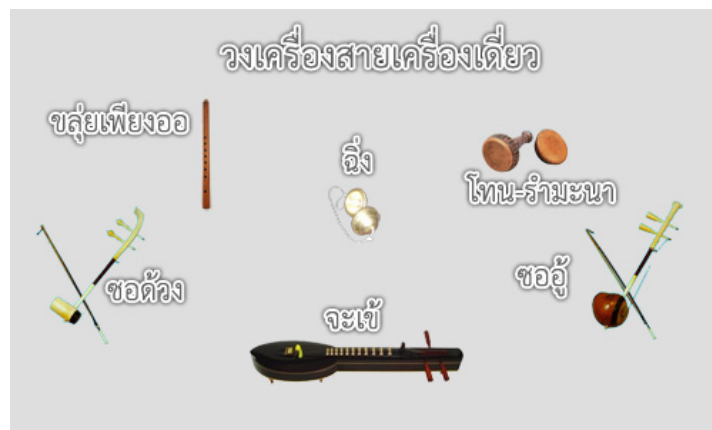 วงเครื่องสายเครื่องเดี่ยว
ขลุ่ยเพียงออ
ฉิ่ง
โทน-รำมะนา
ซอด้วง
ซออู้
จะเข้